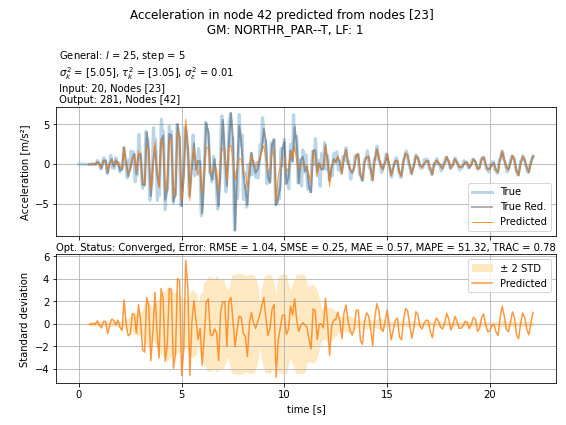 Acceleration in node 42 predicted from nodes [23]
GM: NORTHR_PAR--T, LF: 1
General: l = 25, step = 5
σ²ₖ = [5.05], τ²ₖ = [3.05], σ²ₑ = 0.01
Input: 20, Nodes [23]
Output: 281, Nodes [42]
Acceleration [m/s²]
5
0
−5
True
True Red.
Predicted
Opt. Status: Converged, Error: RMSE = 1.04, SMSE = 0.25, MAE = 0.57, MAPE = 51.32, TRAC = 0.78
Standard deviation
6
4
2
0
−2
−4
± 2 STD
Predicted
0 5 10 15 20
time [s]